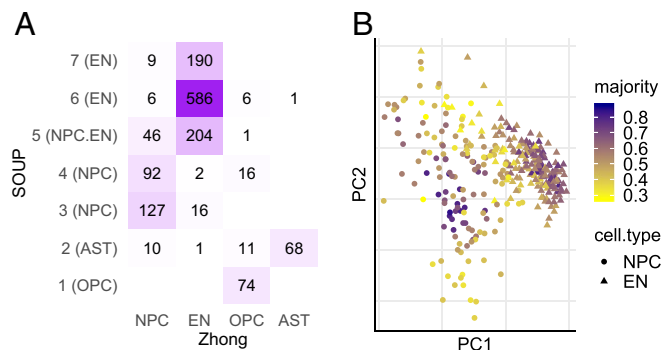 A
7 (EN) 9 190
6 (EN) 6 586 6 1
5 (NPC.EN) 46 204 1
4 (NPC) 92 2 16
3 (NPC) 127 16
2 (AST) 10 1 11 68
1 (OPC) 74
SOUP
NPC EN OPC AST
Zhong
B
PC2
PC1
majority
0.8
0.6
0.5
0.4
0.3
cell.type
NPC
EN